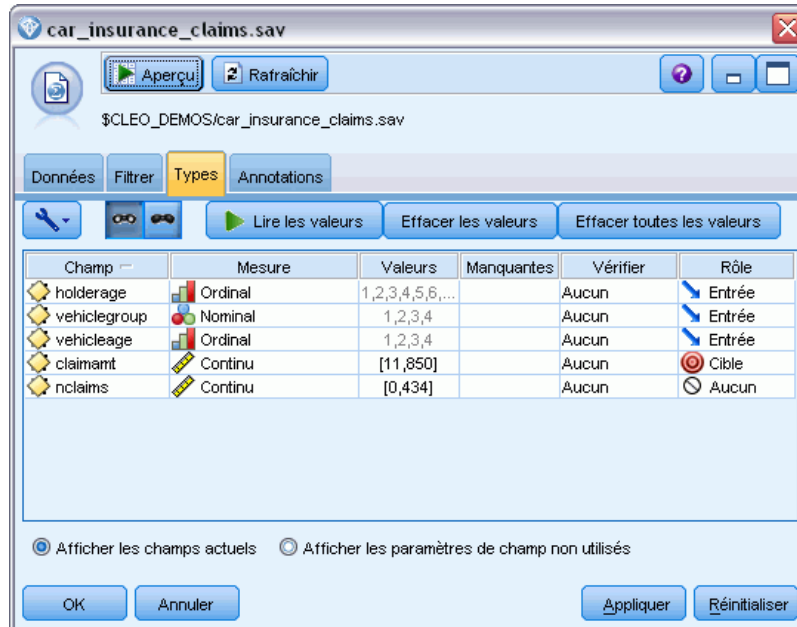 car_insurance_claims.sav
Aperçu Rafraîchir
$CLEO_DEMOS/car_insurance_claims.sav
Données Filtrer Types Annotations
Lire les valeurs Effacer les valeurs Effacer toutes les valeurs
Champ Mesure Valeurs Manquantes Vérifier Rôle
holderage Ordinal 1,2,3,4,5,6,... Aucun Entrée
vehiclegroup Nominal 1,2,3,4 Aucun Entrée
vehicleage Ordinal 1,2,3,4 Aucun Entrée
claimamt Continu [11,850] Aucun Cible
nclaims Continu [0,434] Aucun Aucun
Afficher les champs actuels Afficher les paramètres de champ non utilisés
OK Annuler Appliquer Réinitialiser